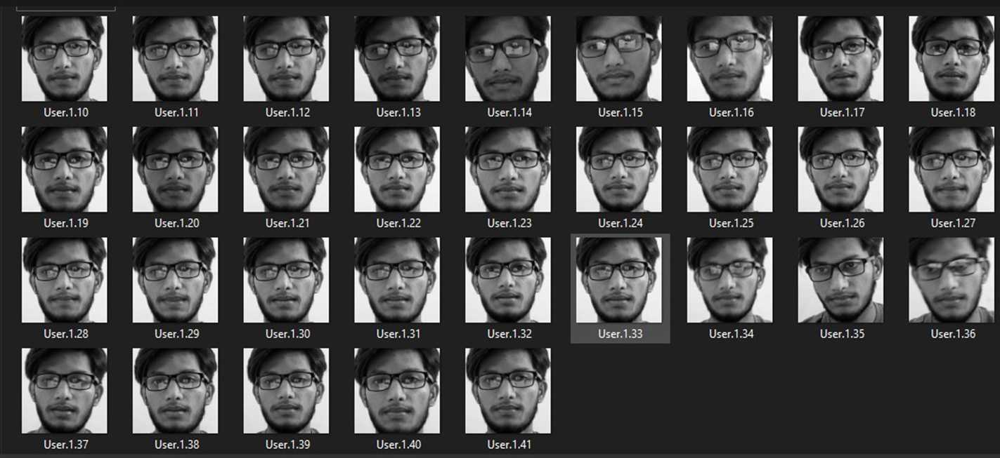 User.1.10 User.1.11 User.1.12 User.1.13 User.1.14 User.1.15 User.1.16 User.1.17 User.1.18
User.1.19 User.1.20 User.1.21 User.1.22 User.1.23 User.1.24 User.1.25 User.1.26 User.1.27
User.1.28 User.1.29 User.1.30 User.1.31 User.1.32 User.1.33 User.1.34 User.1.35 User.1.36
User.1.37 User.1.38 User.1.39 User.1.40 User.1.41